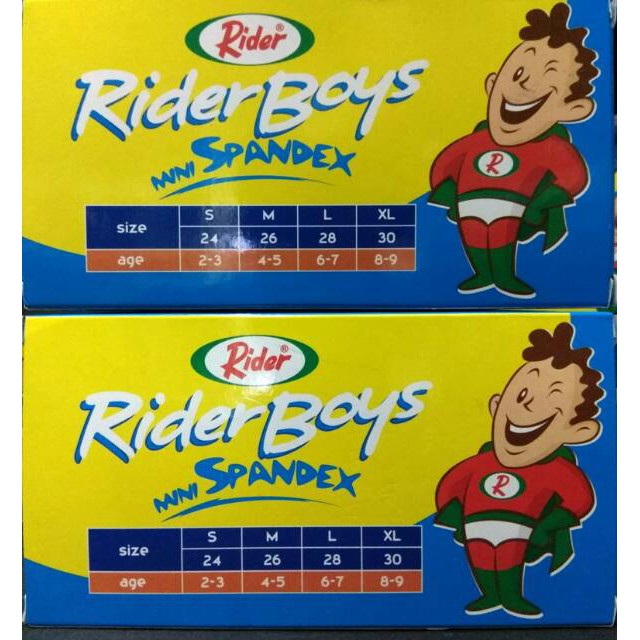 Rider®
RiderBoys
MINI SPANDEX
size S M L XL
24 26 28 30
age 2-3 4-5 6-7 8-9
R
Rider®
RiderBoys
MINI SPANDEX
size S M L XL
24 26 28 30
age 2-3 4-5 6-7 8-9
R